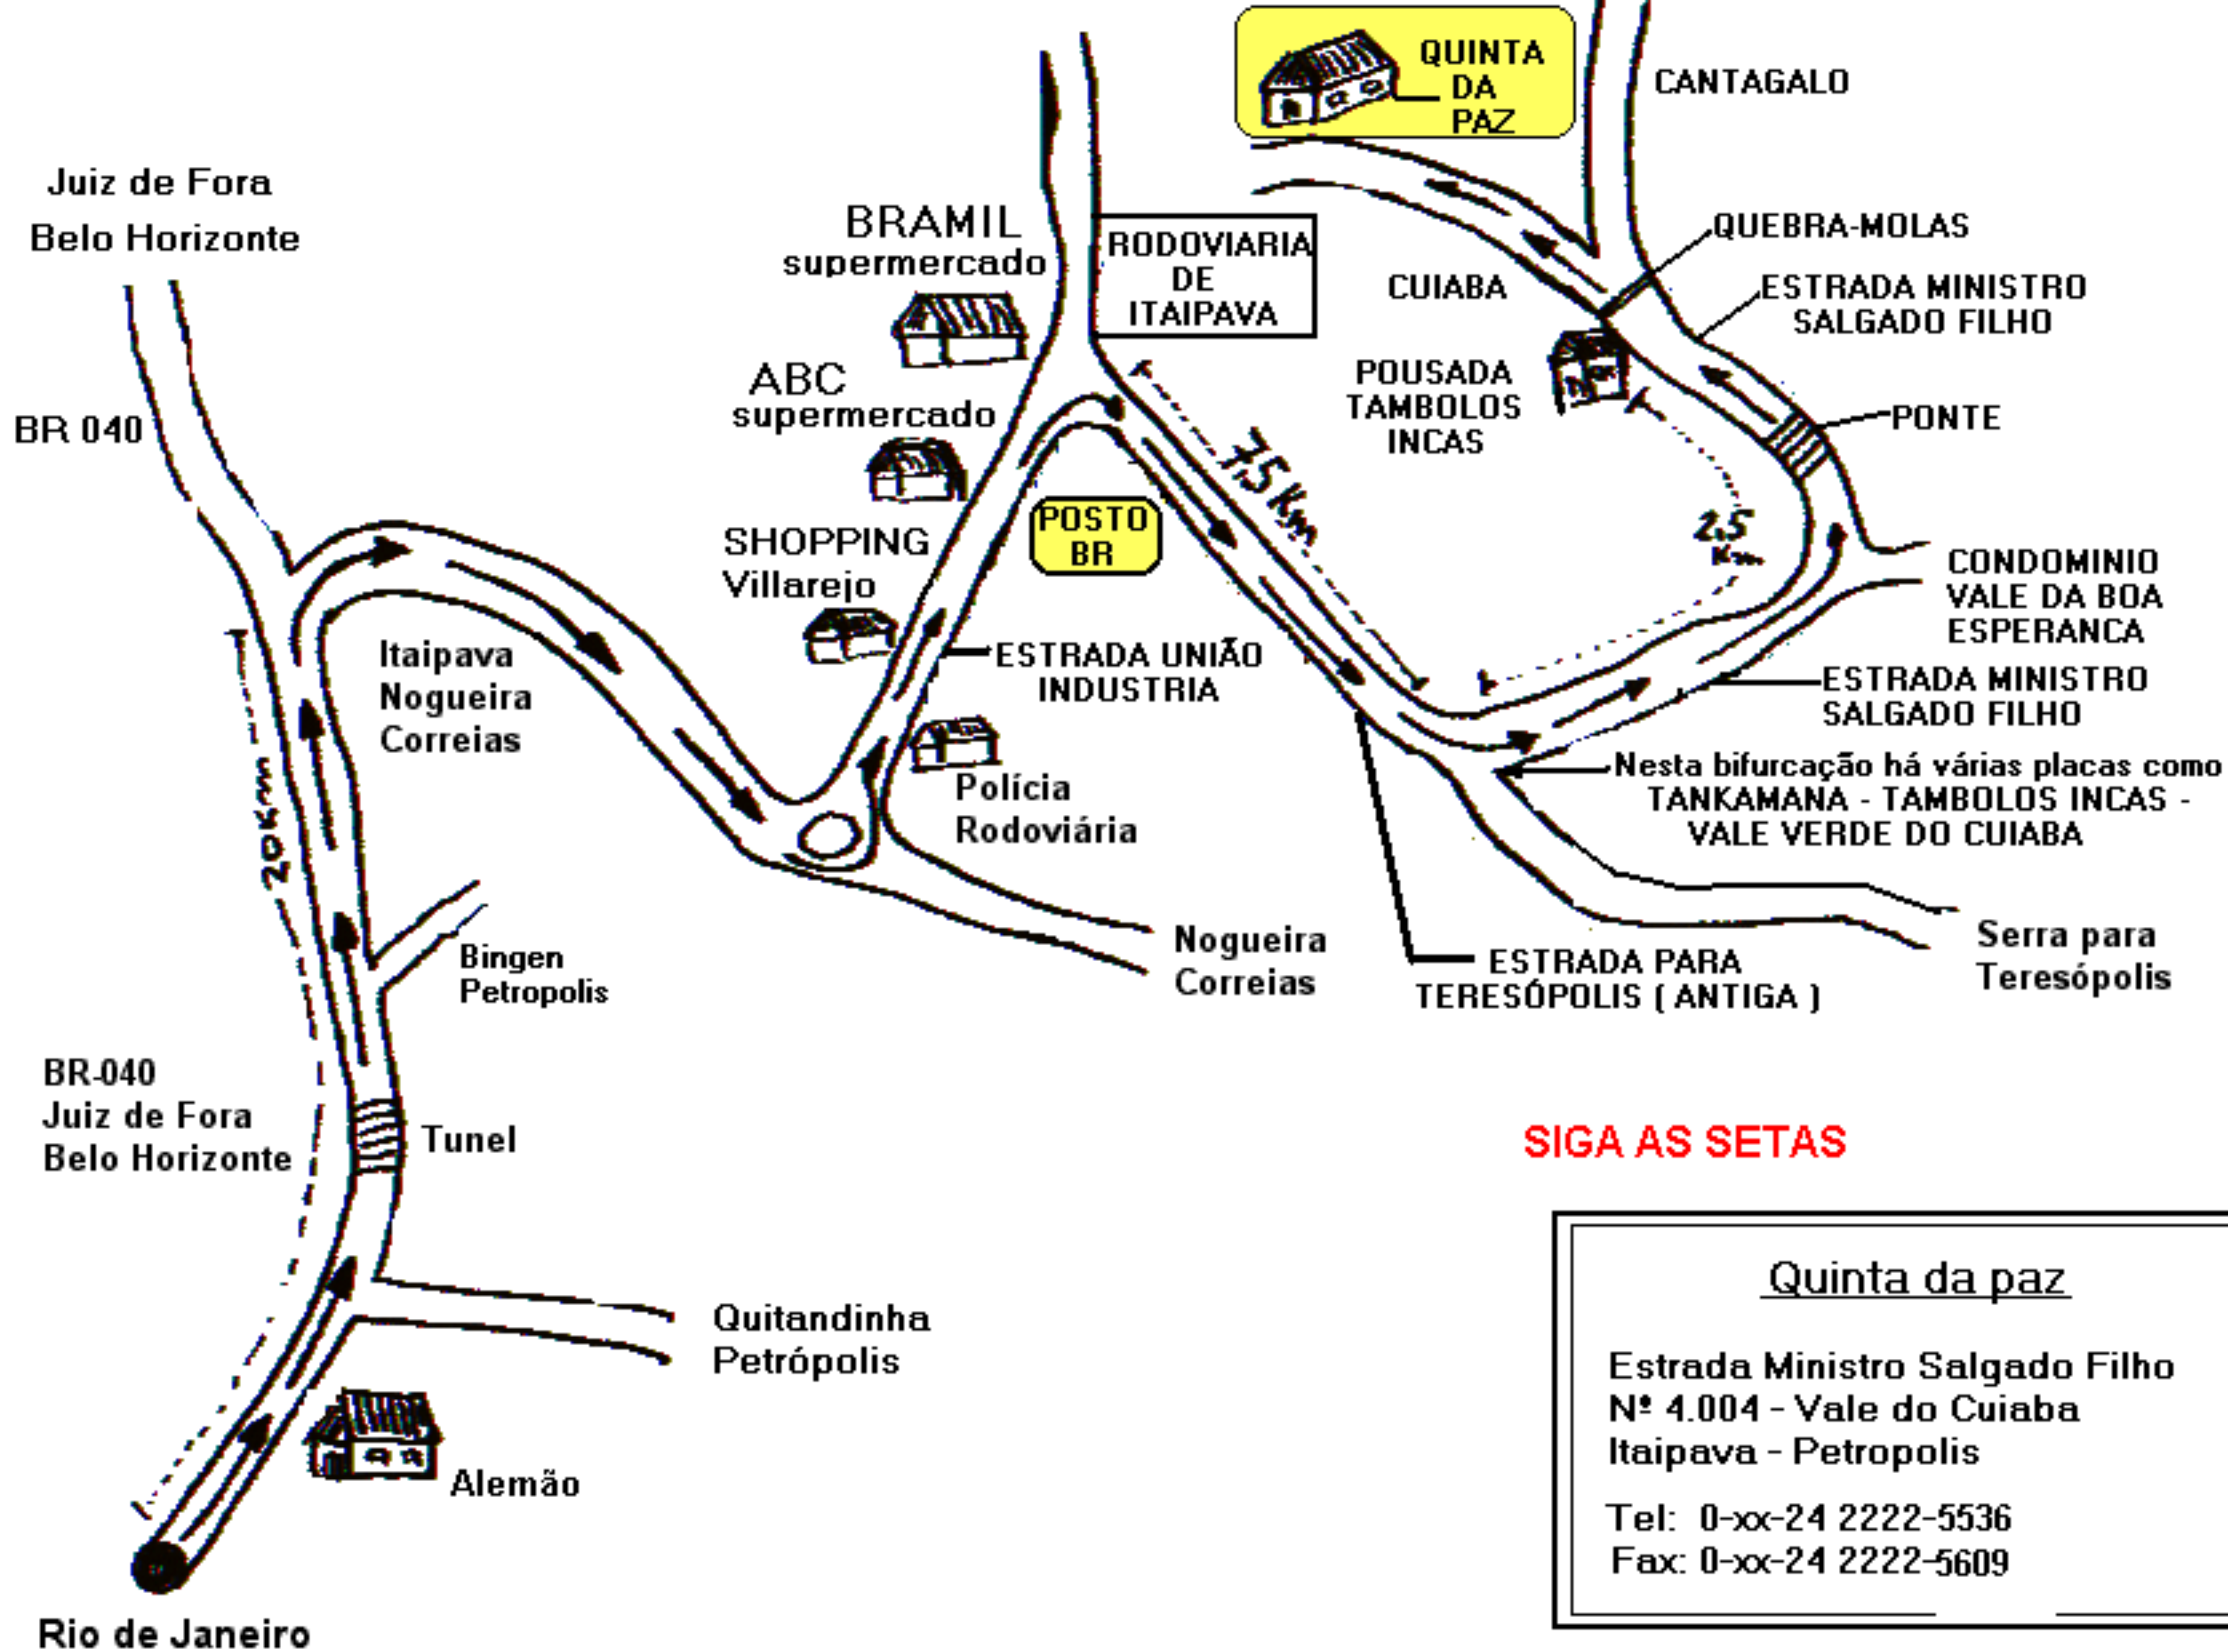 QUINTA
DA
PAZ
CANTAGALO
Juiz de Fora
Belo Horizonte
BRAMIL
supermercado
RODOVIARIA
DE
ITAIPAVA
QUEBRA-MOLAS
CUIABA
ESTRADA MINISTRO
SALGADO FILHO
ABC
supermercado
POUSADA
TAMBOLOS
INCAS
PONTE
BR 040
7,5 Km
SHOPPING
Villarejo
POSTO
BR
2,5
Km
CONDOMINIO
VALE DA BOA
ESPERANCA
Itaipava
Nogueira
Correias
ESTRADA UNIÃO
INDUSTRIA
ESTRADA MINISTRO
SALGADO FILHO
20Km
Polícia
Rodoviária
Nesta bifurcação há várias placas como
TANKAMANA - TAMBOLOS INCAS -
VALE VERDE DO CUIABA
Bingen
Petropolis
Nogueira
Correias
ESTRADA PARA
TERESÓPOLIS ( ANTIGA )
Serra para
Teresópolis
BR-040
Juiz de Fora
Belo Horizonte
Tunel
SIGA AS SETAS
Quitandinha
Petrópolis
Alemão
Rio de Janeiro
Quinta da paz
Estrada Ministro Salgado Filho
Nº 4.004 - Vale do Cuiaba
Itaipava - Petropolis
Tel: 0-xx-24 2222-5536
Fax: 0-xx-24 2222-5609